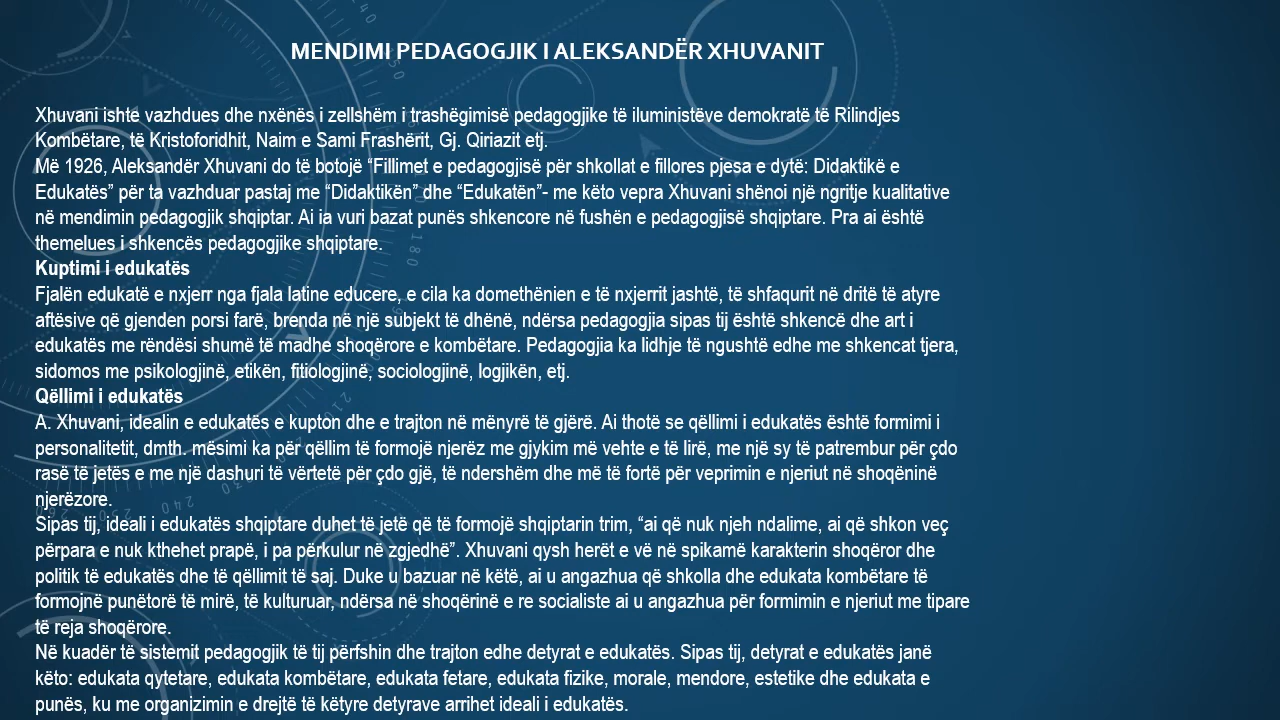 MENDIMI PEDAGOGJIK I ALEKSANDËR XHUVANIT
Xhuvani ishte vazhdues dhe nxënës i zellshëm i trashëgimisë pedagogjike të iluministëve demokratë të Rilindjes
Kombëtare, të Kristoforidhit, Naim e Sami Frashërit, Gj. Qiriazit etj.
Më 1926, Aleksandër Xhuvani do të botojë “Fillimet e pedagogjisë për shkollat e fillores pjesa e dytë: Didaktikë e
Edukatës” për ta vazhduar pastaj me “Didaktikën” dhe “Edukatën”- me këto vepra Xhuvani shënoi një ngritje kualitative
në mendimin pedagogjik shqiptar. Ai ia vuri bazat punës shkencore në fushën e pedagogjisë shqiptare. Pra ai është
themelues i shkencës pedagogjike shqiptare.
Kuptimi i edukatës
Fjalën edukatë e nxjerr nga fjala latine educere, e cila ka domethënien e të nxjerrit jashtë, të shfaqurit në dritë të atyre
aftësive që gjenden porsi farë, brenda në një subjekt të dhënë, ndërsa pedagogjia sipas tij është shkencë dhe art i
edukatës me rëndësi shumë të madhe shoqërore e kombëtare. Pedagogjia ka lidhje të ngushtë edhe me shkencat tjera,
sidomos me psikologjinë, etikën, fitiologjinë, sociologjinë, logjikën, etj.
Qëllimi i edukatës
A. Xhuvani, idealin e edukatës e kupton dhe e trajton në mënyrë të gjërë. Ai thotë se qëllimi i edukatës është formimi i
personalitetit, dmth. mësimi ka për qëllim të formojë njerëz me gjykim më vehte e të lirë, me një sy të patrembur për çdo
rasë të jetës e me një dashuri të vërtetë për çdo gjë, të ndershëm dhe më të fortë për veprimin e njeriut në shoqëninë
njerëzore.
Sipas tij, ideali i edukatës shqiptare duhet të jetë që të formojë shqiptarin trim, “ai që nuk njeh ndalime, ai që shkon veç
përpara e nuk kthehet prapë, i pa përkulur në zgjedhë”. Xhuvani qysh herët e vë në spikamë karakterin shoqëror dhe
politik të edukatës dhe të qëllimit të saj. Duke u bazuar në këtë, ai u angazhua që shkolla dhe edukata kombëtare të
formojnë punëtorë të mirë, të kulturuar, ndërsa në shoqërinë e re socialiste ai u angazhua për formimin e njeriut me tipare
të reja shoqërore.
Në kuadër të sistemit pedagogjik të tij përfshin dhe trajton edhe detyrat e edukatës. Sipas tij, detyrat e edukatës janë
këto: edukata qytetare, edukata kombëtare, edukata fetare, edukata fizike, morale, mendore, estetike dhe edukata e
punës, ku me organizimin e drejtë të këtyre detyrave arrihet ideali i edukatës.